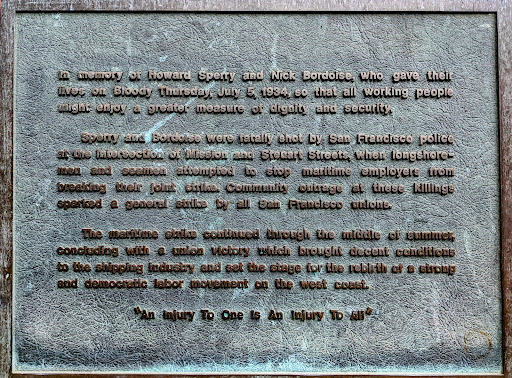 In memory of Howard Sperry and Nick Bordoise, who gave their
lives on Bloody Thursday, July 5, 1934, so that all working people
might enjoy a greater measure of dignity and security.
Sperry and Bordoise were fatally shot by San Francisco police
at the intersection of Mission and Steuart Streets, when longshore-
men and seamen attempted to stop maritime employers from
breaking their joint strike. Community outrage at these killings
sparked a general strike by all San Francisco unions.
The maritime strike continued through the middle of summer,
concluding with a union victory which brought decent conditions
to the shipping industry and set the stage for the rebirth of a strong
and democratic labor movement on the west coast.
"An Injury To One Is An Injury To All"